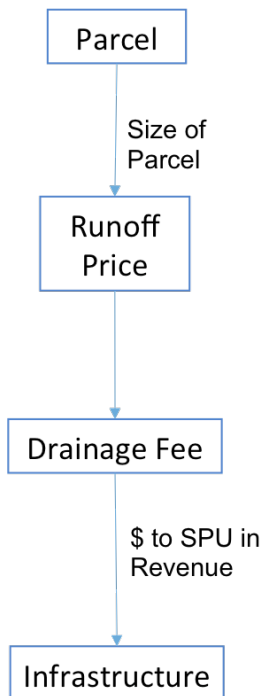 Parcel
Size of
Parcel
Runoff
Price
Drainage Fee
$ to SPU in
Revenue
Infrastructure